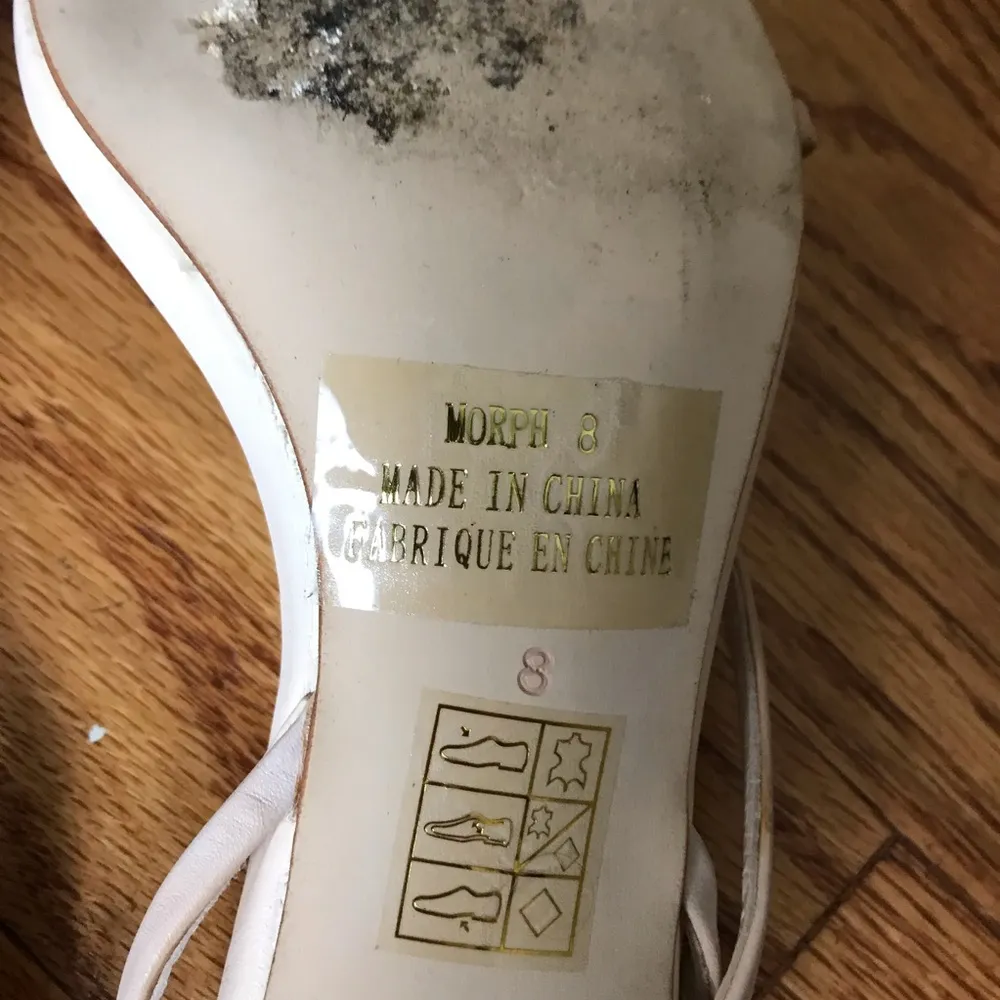 MORPH 8
MADE IN CHINA
FABRIQUE EN CHINE
8